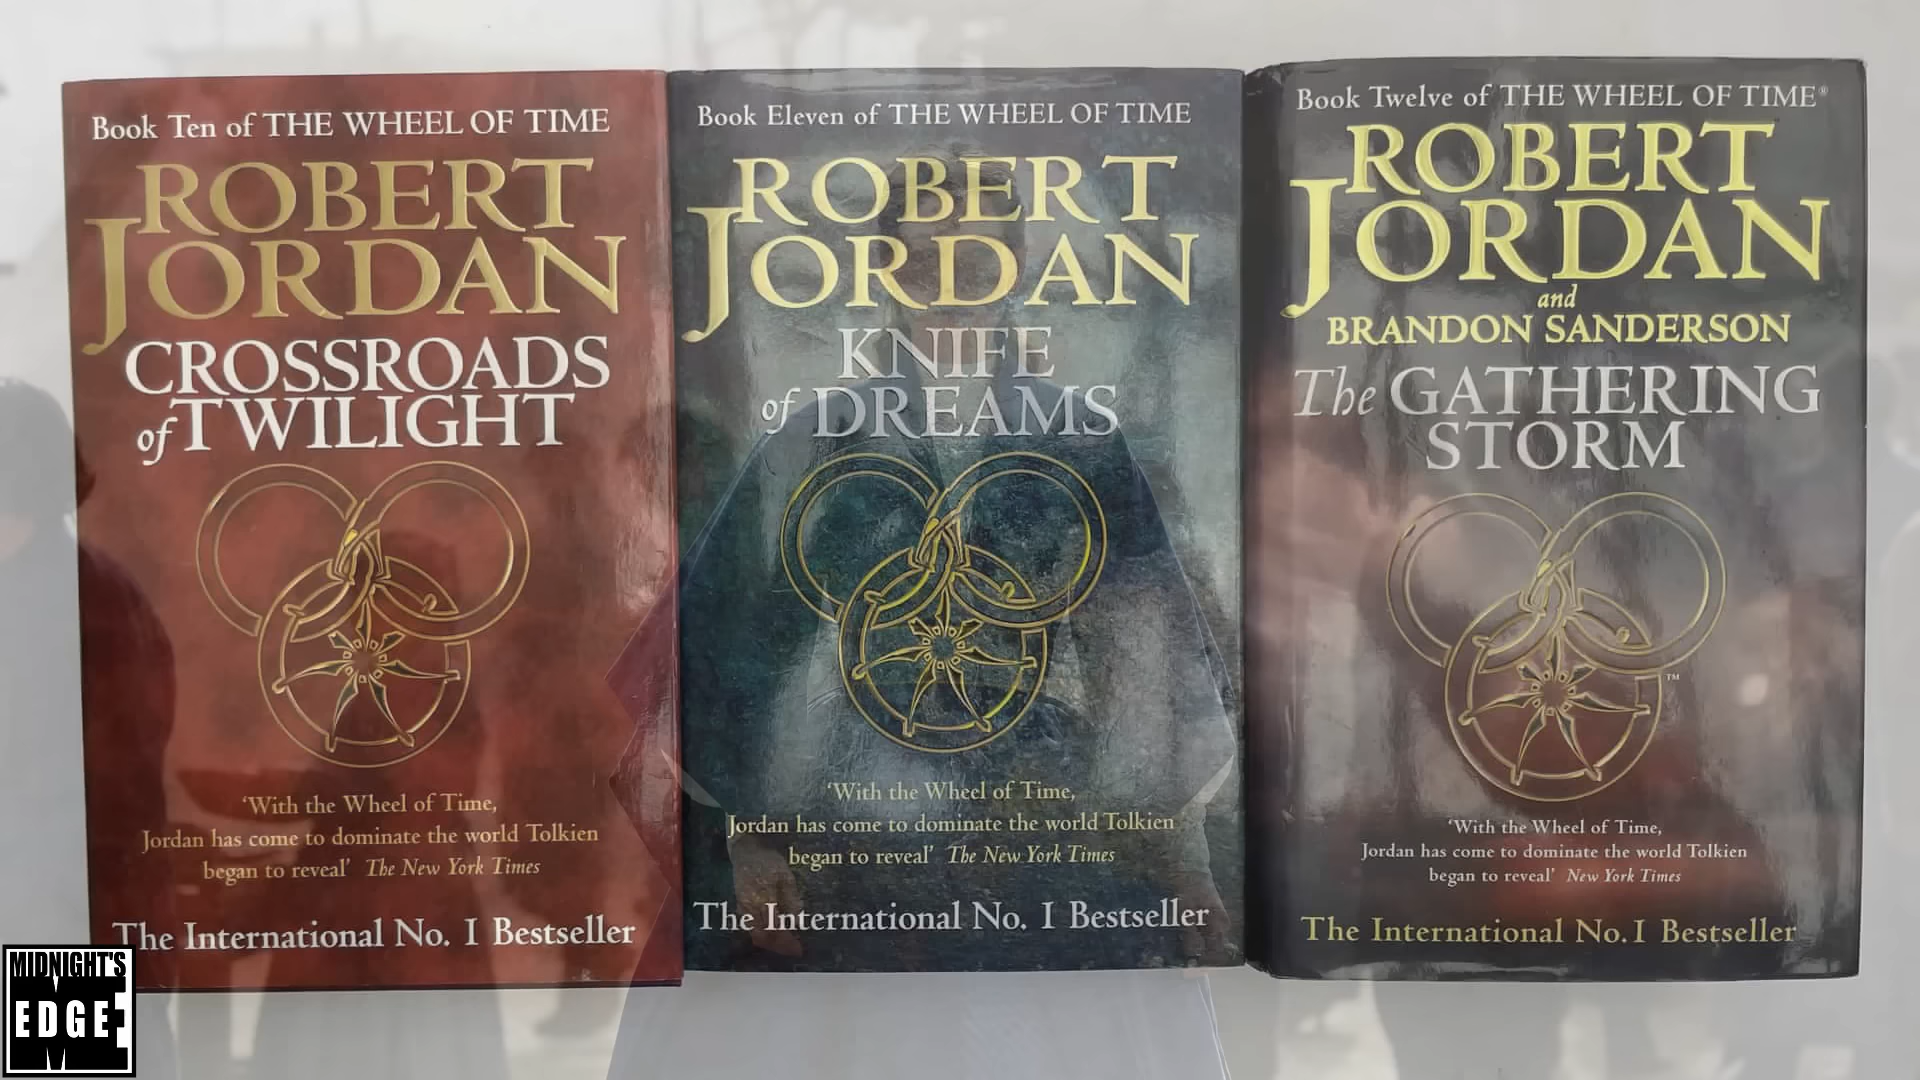 Book Ten of THE WHEEL OF TIME
ROBERT
JORDAN
CROSSROADS
of TWILIGHT
'With the Wheel of Time,
Jordan has come to dominate the world Tolkien
began to reveal' The New York Times
The International No. 1 Bestseller
Book Eleven of THE WHEEL OF TIME
ROBERT
JORDAN
KNIFE
of DREAMS
'With the Wheel of Time,
Jordan has come to dominate the world Tolkien
began to reveal' The New York Times
The International No. 1 Bestseller
Book Twelve of THE WHEEL OF TIME®
ROBERT
JORDAN
and
BRANDON SANDERSON
The GATHERING
STORM
™
'With the Wheel of Time,
Jordan has come to dominate the world Tolkien
began to reveal' New York Times
The International No.1 Bestseller
MIDNIGHT'S
EDGE